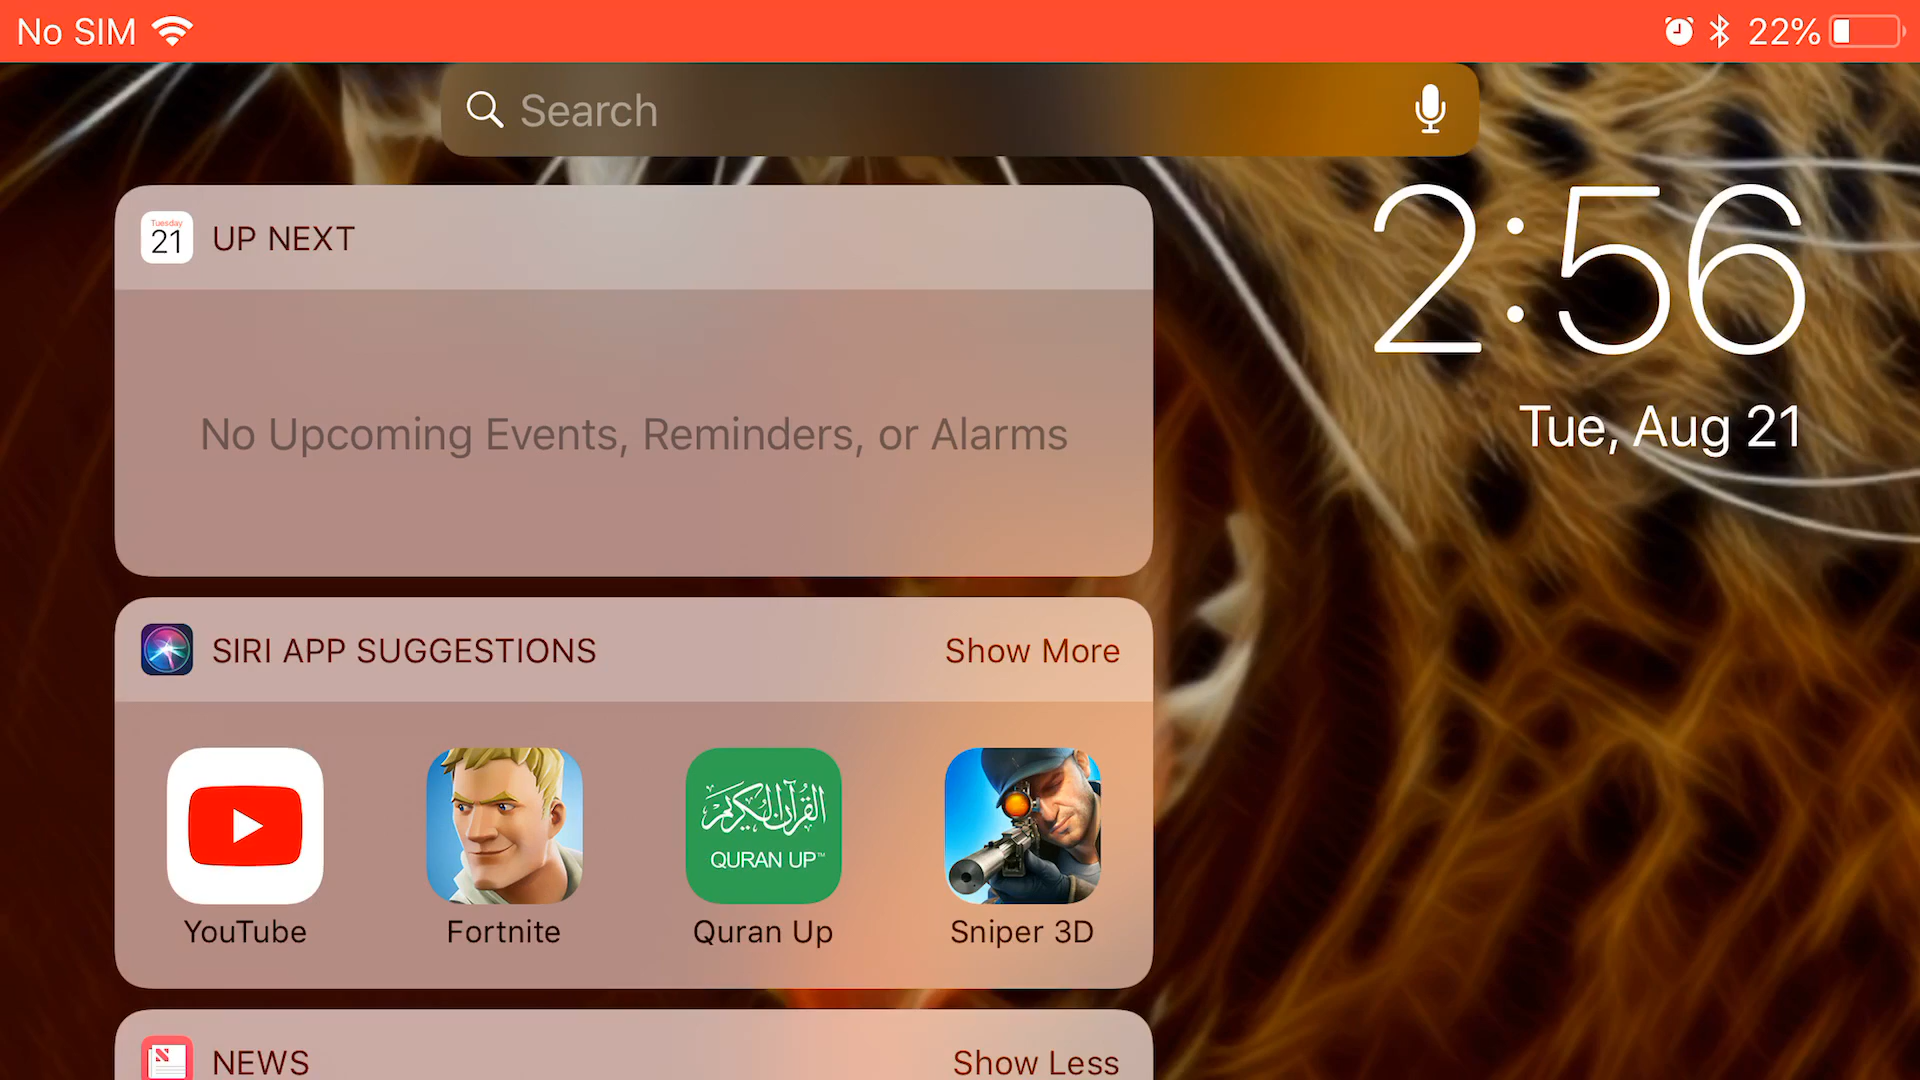 No SIM
22%
Search
2:56
Tue, Aug 21
Tuesday
21
UP NEXT
No Upcoming Events, Reminders, or Alarms
SIRI APP SUGGESTIONS
Show More
القرآن الكريم
QURAN UP™
YouTube
Fortnite
Quran Up
Sniper 3D
N
NEWS
Show Less